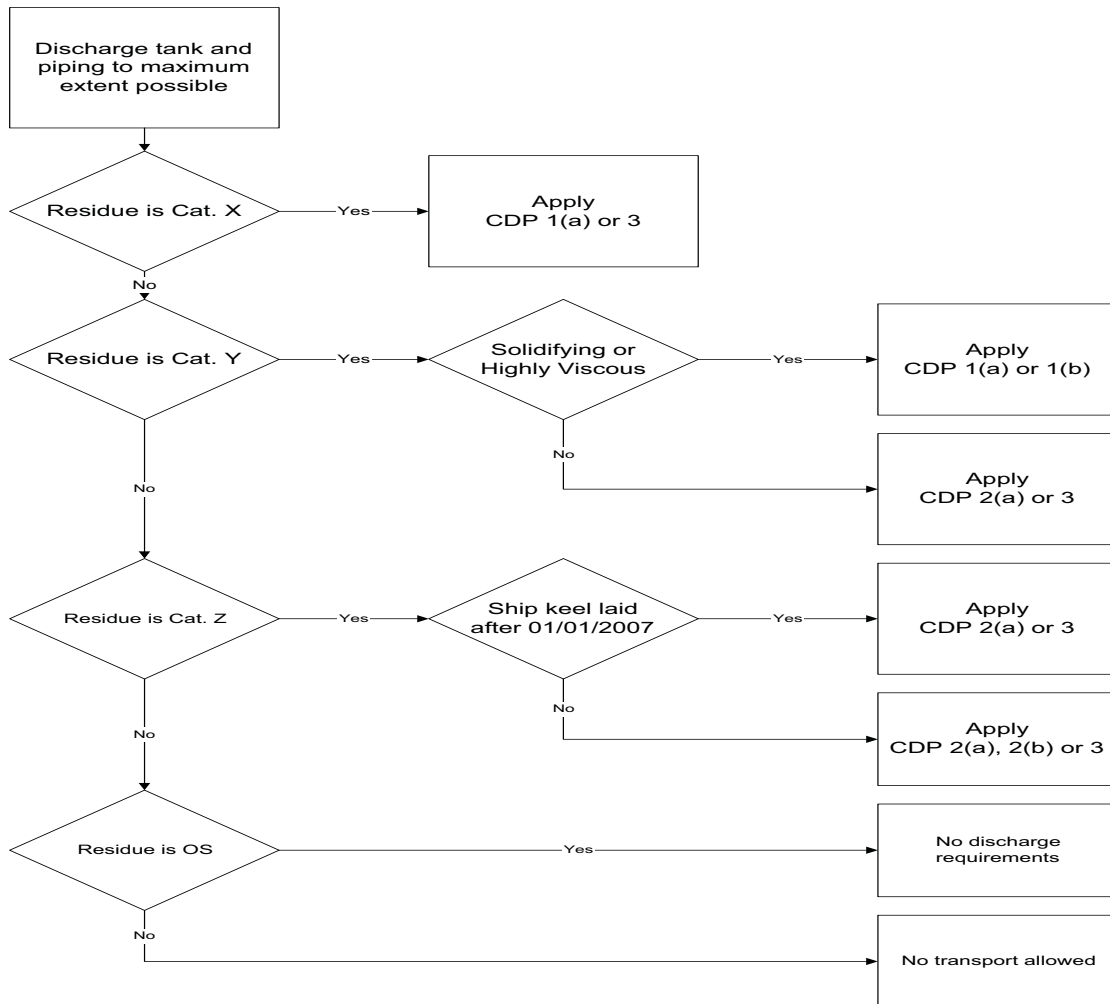 Discharge tank and
piping to maximum
extent possible
Residue is Cat. X
Yes
Apply
CDP 1(a) or 3
No
Residue is Cat. Y
Yes
Solidifying or
Highly Viscous
Yes
Apply
CDP 1(a) or 1(b)
No
Apply
CDP 2(a) or 3
No
Residue is Cat. Z
Yes
Ship keel laid
after 01/01/2007
Yes
Apply
CDP 2(a) or 3
No
Apply
CDP 2(a), 2(b) or 3
No
Residue is OS
Yes
No discharge
requirements
No
No transport allowed